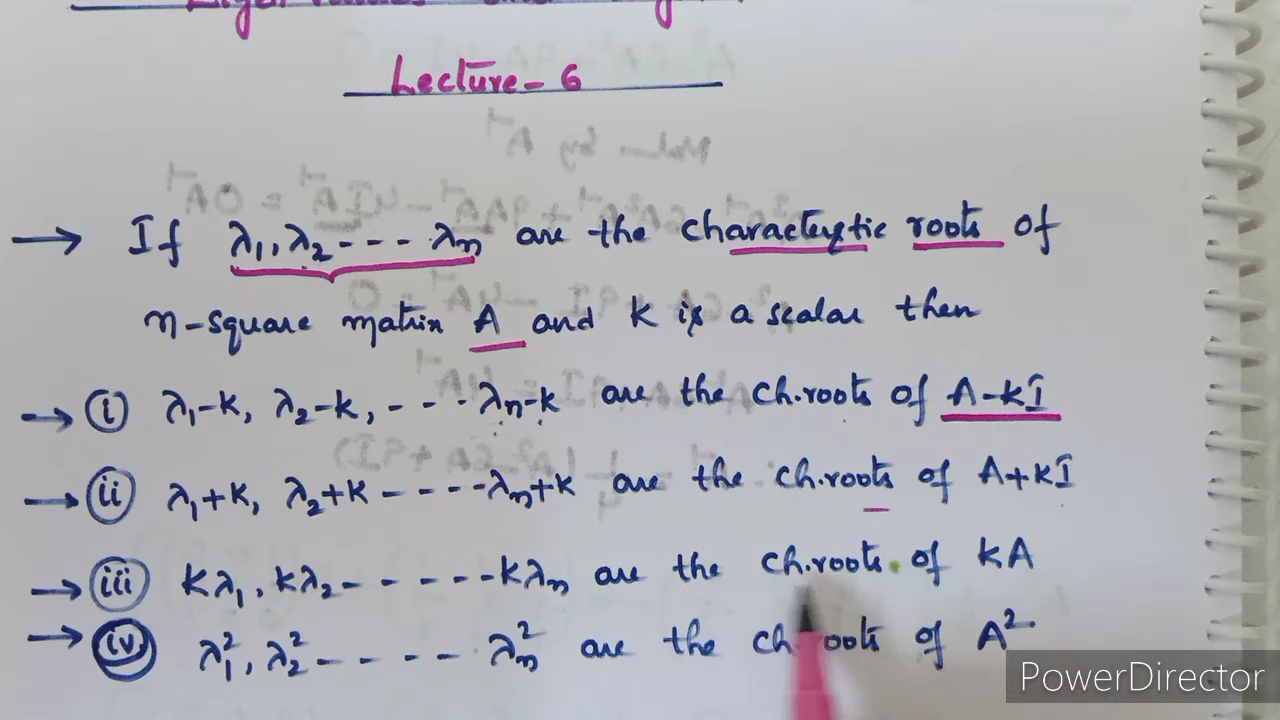 Lecture-6
→ If λ₁, λ₂ ---- λₙ are the characteristic roots of
n-square matrix A and k is a scalar then
→ (i) λ₁-k, λ₂-k, ---- λₙ-k are the ch.roots of A-kI
→ (ii) λ₁+k, λ₂+k ----- λₙ+k are the ch.roots of A+kI
→ (iii) kλ₁, kλ₂ ------ kλₙ are the ch.roots of kA
→ (iv) λ₁², λ₂² ----- λₙ² are the ch roots of A²
PowerDirector